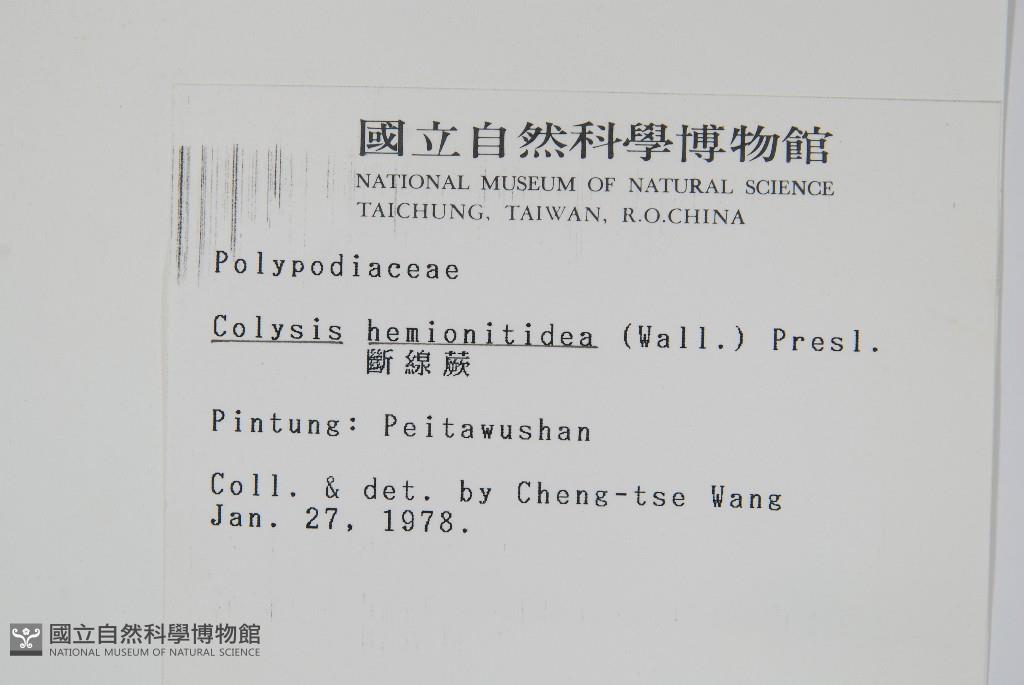 國立自然科學博物館
NATIONAL MUSEUM OF NATURAL SCIENCE
TAICHUNG, TAIWAN, R.O.CHINA
Polypodiaceae
Colysis hemionitidea (Wall.) Presl.
斷線蕨
Pintung: Peitawushan
Coll. & det. by Cheng-tse Wang
Jan. 27, 1978.
國立自然科學博物館
NATIONAL MUSEUM OF NATURAL SCIENCE